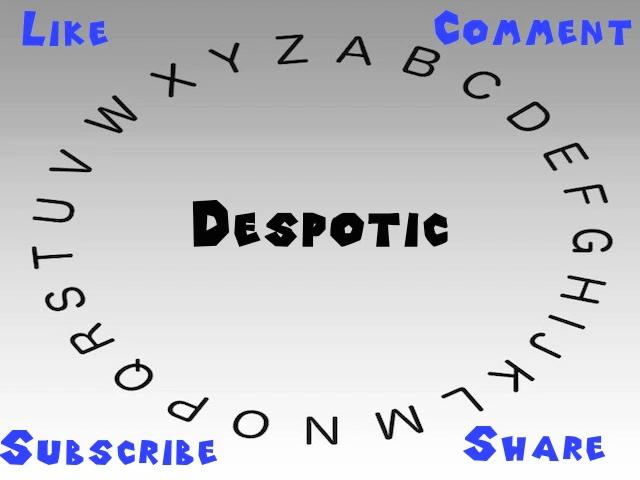 Like
Comment
A B C D E F G H I J K L M N O P Q R S T U V W X Y Z
Despotic
Subscribe
Share